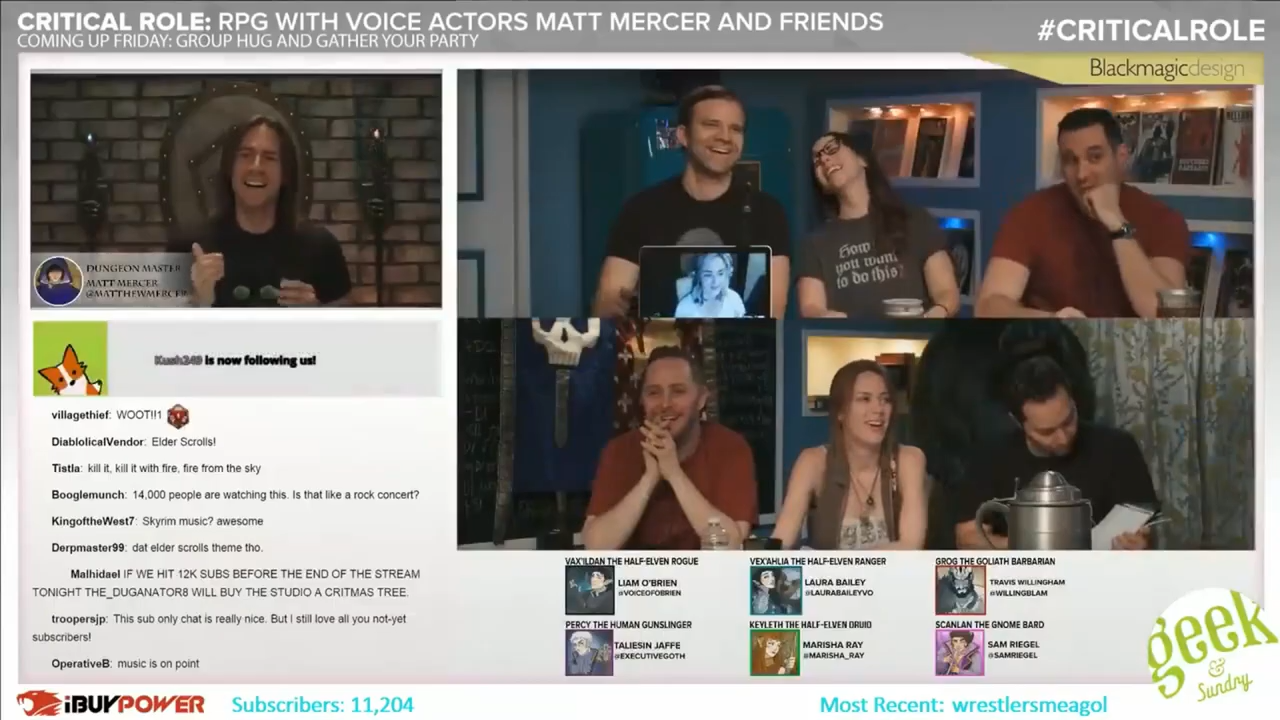 CRITICAL ROLE: RPG WITH VOICE ACTORS MATT MERCER AND FRIENDS
COMING UP FRIDAY: GROUP HUG AND GATHER YOUR PARTY
#CRITICALROLE
Blackmagicdesign
DUNGEON MASTER
MATT MERCER
@MATTHEWMERCER
How
you want
to do this?
Kush249 is now following us!
villagethief: WOOT!!1
DiablolicalVendor: Elder Scrolls!
Tistla: kill it, kill it with fire, fire from the sky
Booglemunch: 14,000 people are watching this. Is that like a rock concert?
KingoftheWest7: Skyrim music? awesome
Derpmaster99: dat elder scrolls theme tho.
Malhidael IF WE HIT 12K SUBS BEFORE THE END OF THE STREAM
TONIGHT THE_DUGANATOR8 WILL BUY THE STUDIO A CRITMAS TREE.
troopersjp: This sub only chat is really nice. But I still love all you not-yet
subscribers!
OperativeB: music is on point
VAX'ILDAN THE HALF-ELVEN ROGUE
LIAM O'BRIEN
@VOICEOFOBRIEN
VEX'AHLIA THE HALF-ELVEN RANGER
LAURA BAILEY
@LAURABAILEYVO
GROG THE GOLIATH BARBARIAN
TRAVIS WILLINGHAM
@WILLINGBLAM
PERCY THE HUMAN GUNSLINGER
TALIESIN JAFFE
@EXECUTIVEGOTH
KEYLETH THE HALF-ELVEN DRUID
MARISHA RAY
@MARISHA_RAY
SCANLAN THE GNOME BARD
SAM RIEGEL
@SAMRIEGEL
geek
&
Sundry
iBUYPOWER
Subscribers: 11,204
Most Recent: wrestlersmeagol